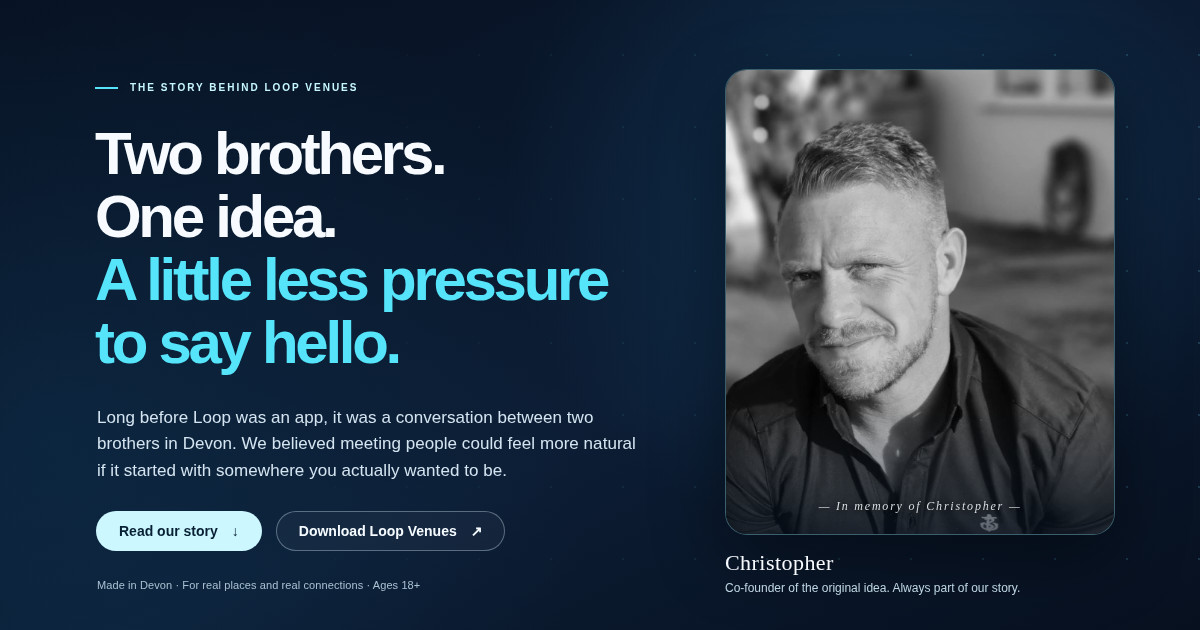 THE STORY BEHIND LOOP VENUES
Two brothers.
One idea.
A little less pressure
to say hello.
Long before Loop was an app, it was a conversation between two
brothers in Devon. We believed meeting people could feel more natural
if it started with somewhere you actually wanted to be.
Read our story ↓
Download Loop Venues ↗
Made in Devon · For real places and real connections · Ages 18+
— In memory of Christopher —
Christopher
Co-founder of the original idea. Always part of our story.